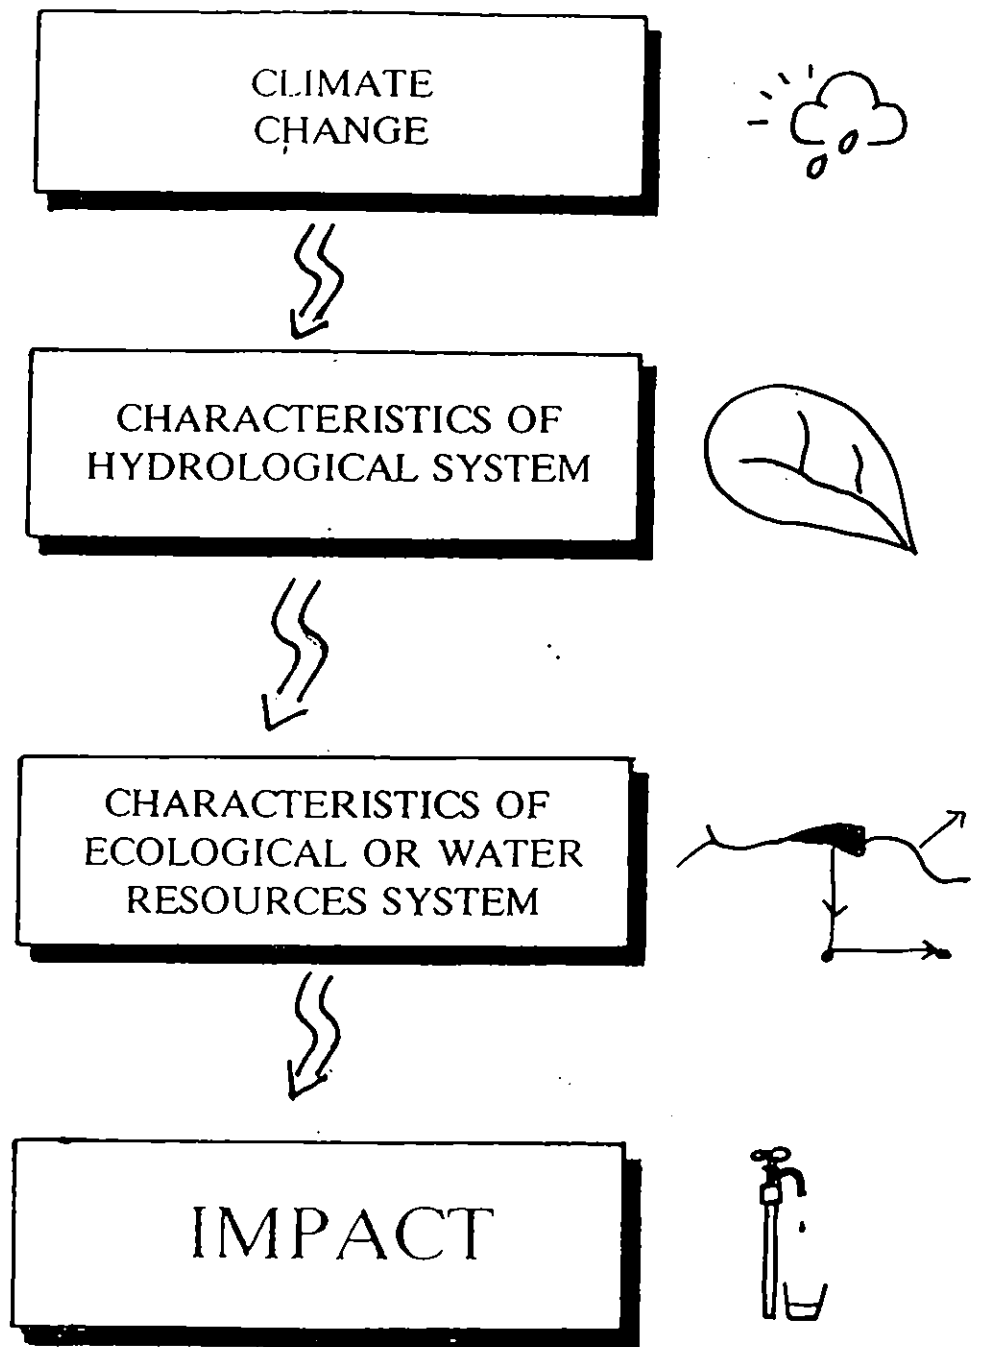 CLIMATE
CHANGE
CHARACTERISTICS OF
HYDROLOGICAL SYSTEM
CHARACTERISTICS OF
ECOLOGICAL OR WATER
RESOURCES SYSTEM
IMPACT